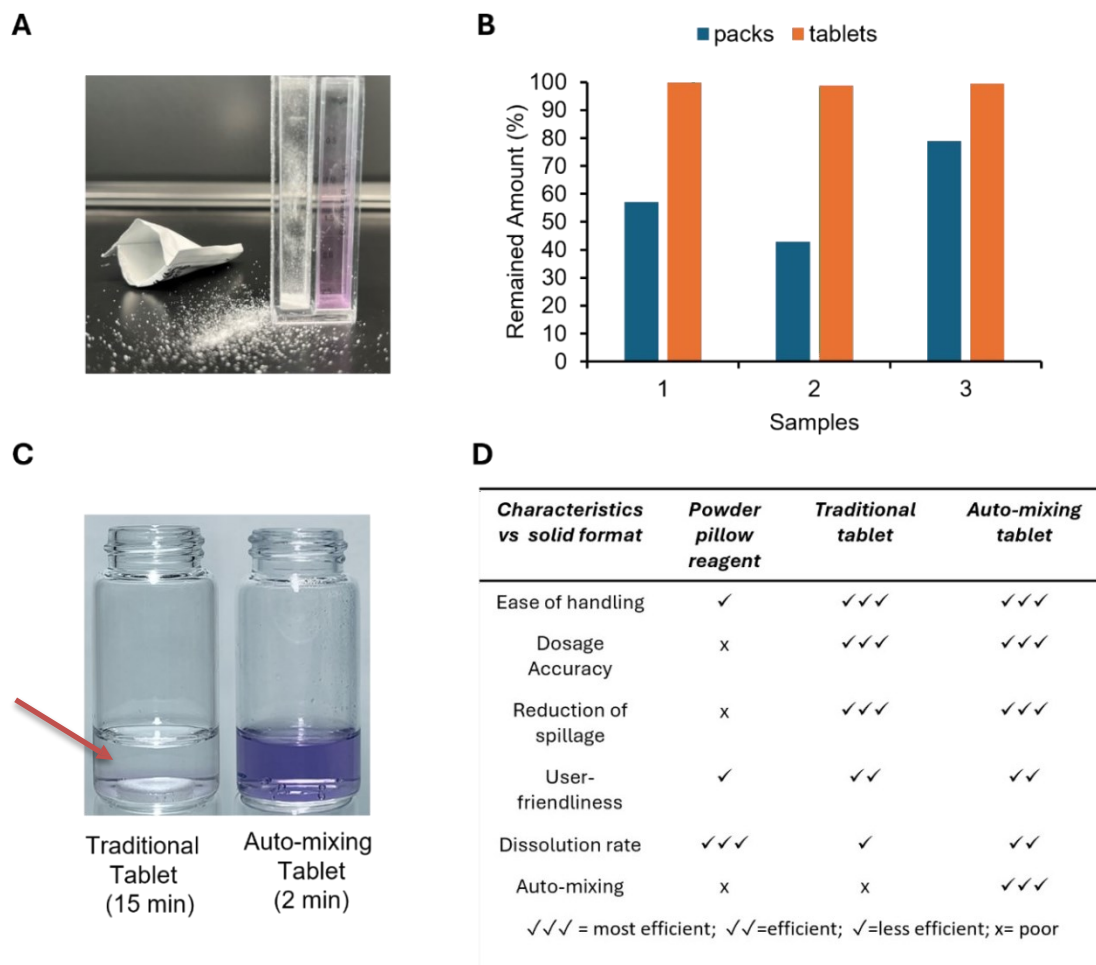 A
B
packs tablets
100
90
80
70
60
50
40
30
20
10
0
Remained Amount (%)
1 2 3
Samples
C
Traditional Tablet (15 min)
Auto-mixing Tablet (2 min)
D
Characteristics vs solid format
Powder pillow reagent
Traditional tablet
Auto-mixing tablet
Ease of handling ✓ ✓✓✓ ✓✓✓
Dosage Accuracy x ✓✓✓ ✓✓✓
Reduction of spillage x ✓✓✓ ✓✓✓
User-friendliness ✓ ✓✓ ✓✓
Dissolution rate ✓✓✓ ✓ ✓✓
Auto-mixing x x ✓✓✓
✓✓✓ = most efficient; ✓✓=efficient; ✓=less efficient; x= poor